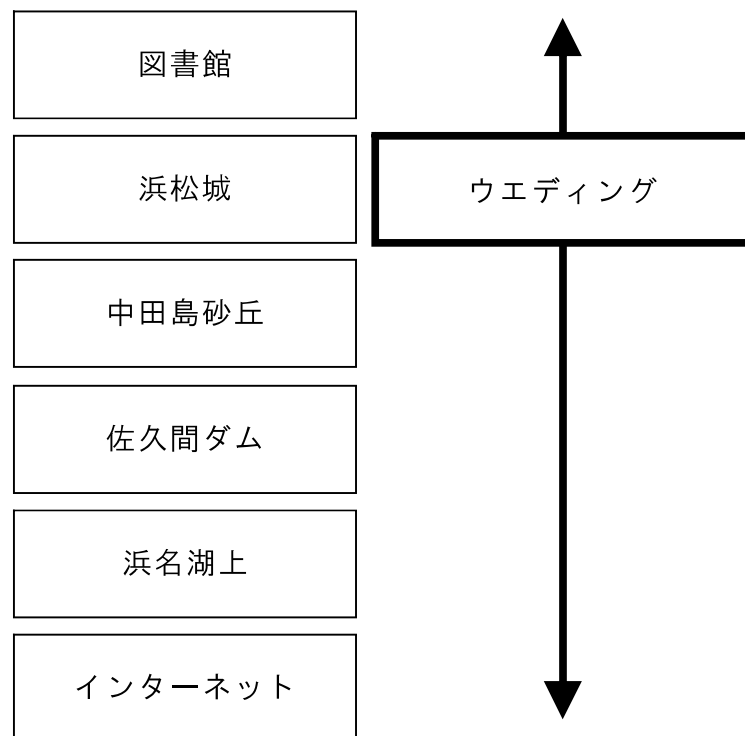 図書館
浜松城
ウエディング
中田島砂丘
佐久間ダム
浜名湖上
インターネット